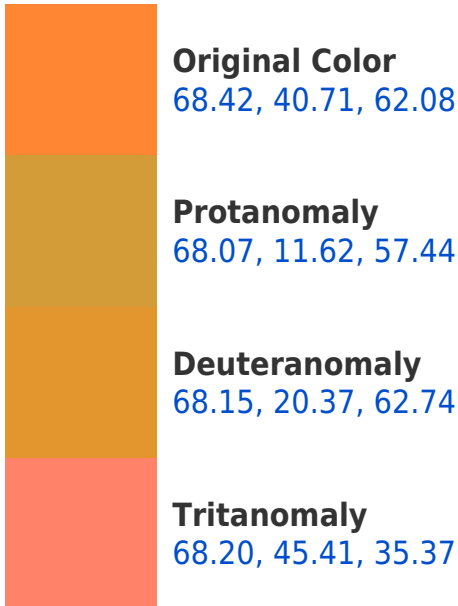 Original Color
68.42, 40.71, 62.08
Protanomaly
68.07, 11.62, 57.44
Deuteranomaly
68.15, 20.37, 62.74
Tritanomaly
68.20, 45.41, 35.37